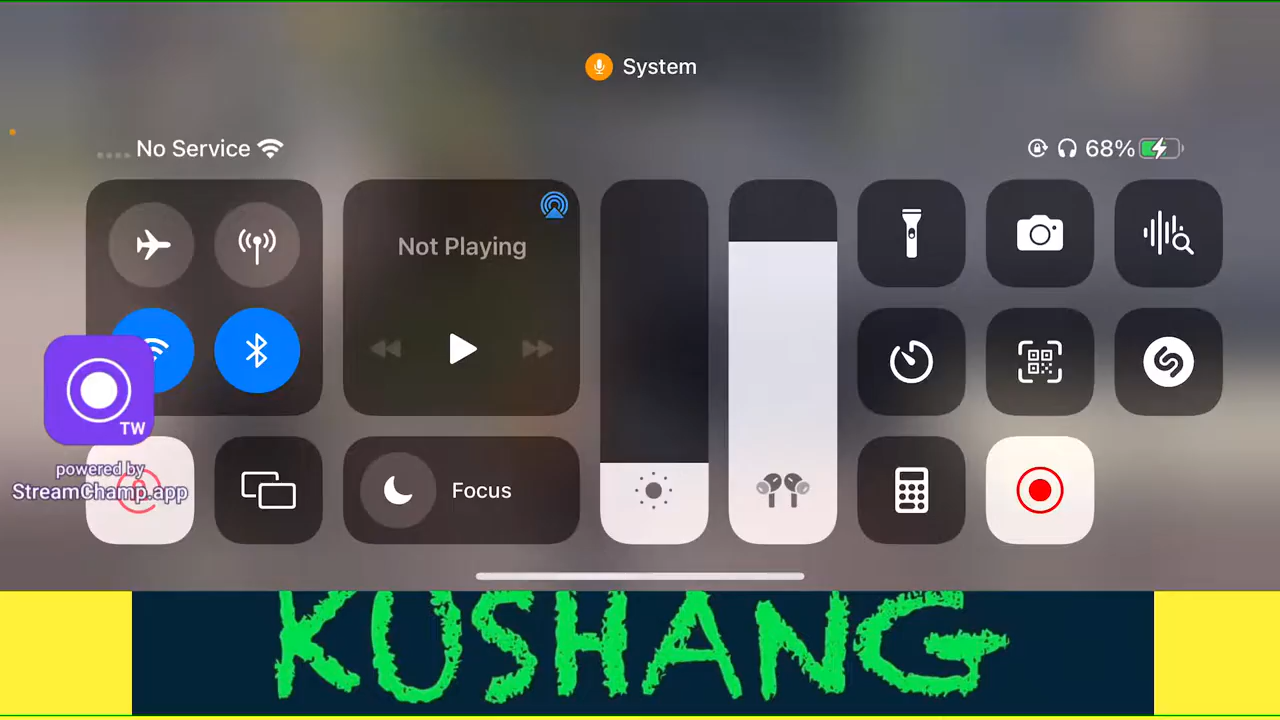 System
No Service
68%
Not Playing
TW
powered by
StreamChamp.app
Focus
KUSHANG